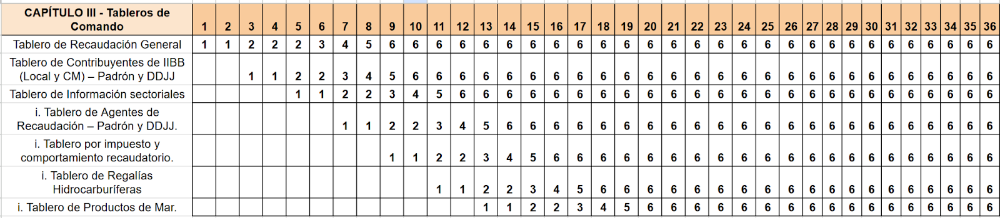 CAPÍTULO III - Tableros de
Comando 1 2 3 4 5 6 7 8 9 10 11 12 13 14 15 16 17 18 19 20 21 22 23 24 25 26 27 28 29 30 31 32 33 34 35 36
Tablero de Recaudación General 1 1 2 2 2 3 4 5 6 6 6 6 6 6 6 6 6 6 6 6 6 6 6 6 6 6 6 6 6 6 6 6 6 6 6 6
Tablero de Contribuyentes de IIBB
(Local y CM) – Padrón y DDJJ 1 1 2 2 3 4 5 6 6 6 6 6 6 6 6 6 6 6 6 6 6 6 6 6 6 6 6 6 6 6 6 6 6 6
Tablero de Información sectoriales 1 1 2 2 3 4 5 6 6 6 6 6 6 6 6 6 6 6 6 6 6 6 6 6 6 6 6 6 6 6 6 6
i. Tablero de Agentes de
Recaudación – Padrón y DDJJ. 1 1 2 2 3 4 5 6 6 6 6 6 6 6 6 6 6 6 6 6 6 6 6 6 6 6 6 6 6 6
i. Tablero por impuesto y
comportamiento recaudatorio. 1 1 2 2 3 4 5 6 6 6 6 6 6 6 6 6 6 6 6 6 6 6 6 6 6 6 6 6
i. Tablero de Regalías
Hidrocarburíferas 1 1 2 2 3 4 5 6 6 6 6 6 6 6 6 6 6 6 6 6 6 6 6 6 6 6
i. Tablero de Productos de Mar. 1 1 2 2 3 4 5 6 6 6 6 6 6 6 6 6 6 6 6 6 6 6 6 6